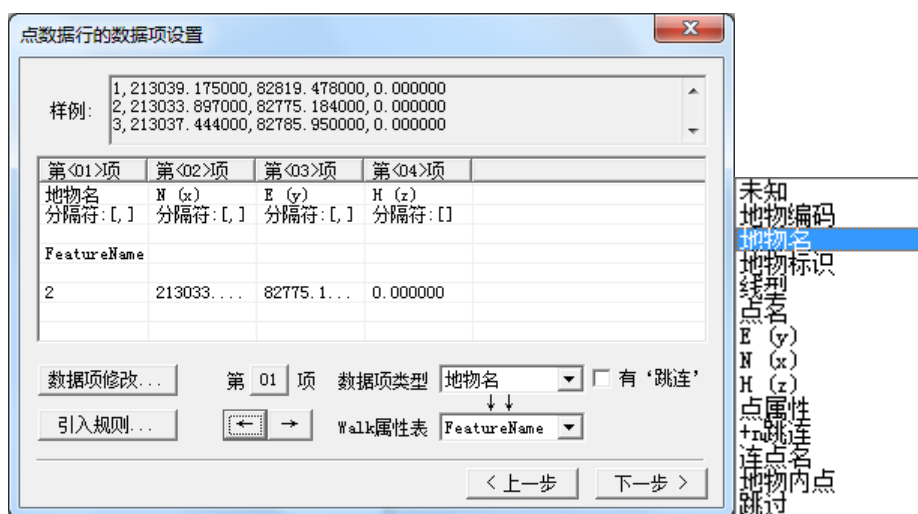 点数据行的数据项设置
样例:
1,213039.175000,82819.478000,0.000000
2,213033.897000,82775.184000,0.000000
3,213037.444000,82785.950000,0.000000
第<01>项 第<02>项 第<03>项 第<04>项
地物名 N (x) E (y) H (z)
分隔符:[,] 分隔符:[,] 分隔符:[,] 分隔符:[]
FeatureName
2 213033.... 82775.1... 0.000000
数据项修改... 第 01 项 数据项类型 地物名 有‘跳连’
↓↓
引入规则... ← → Walk属性表 FeatureName
< 上一步 下一步 >
未知
地物编码
地物名
地物标识
线型
点名
E (y)
N (x)
H (z)
点属性
+n跳连
连点名
地物内点
跳过